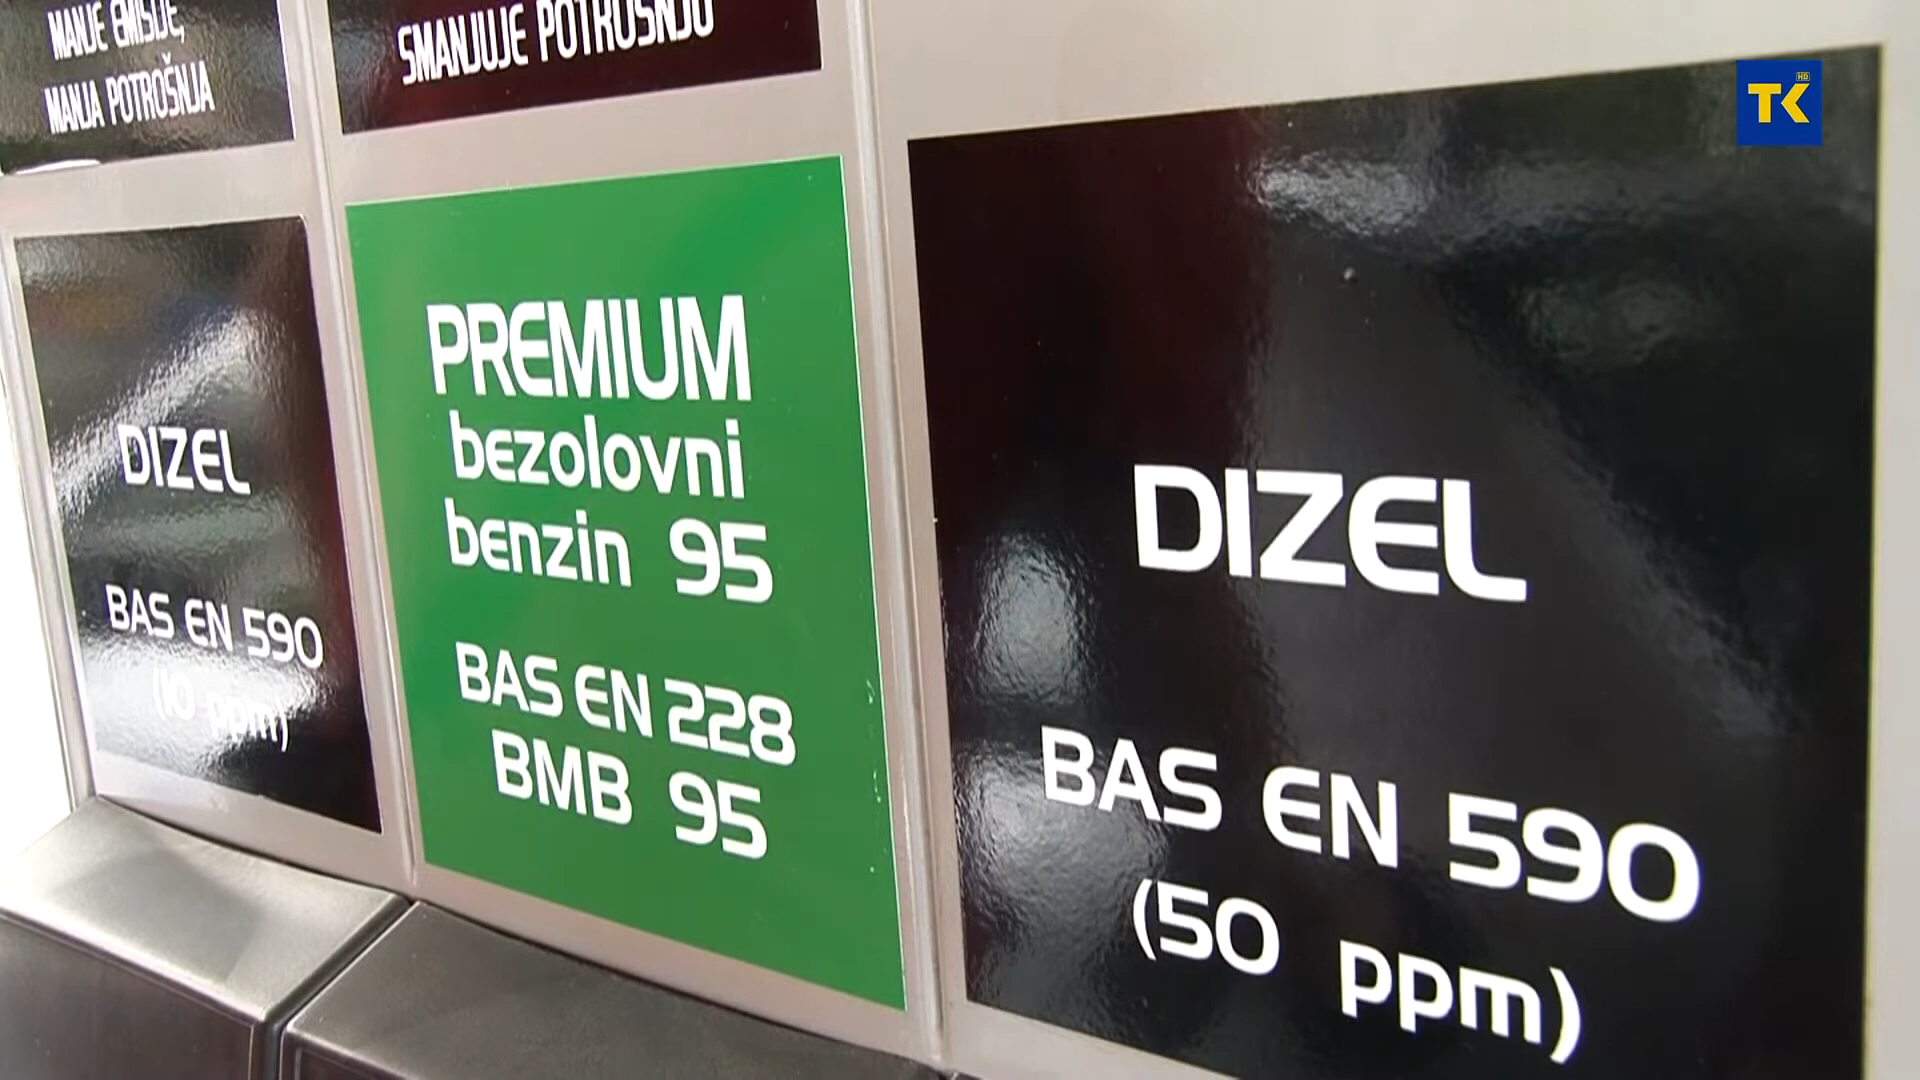 MANJE EMISIJE,
MANJA POTROŠNJA
SMANJUJE POTROŠNJU
DIZEL
BAS EN 590
(10 ppm)
PREMIUM
bezolovni
benzin 95
BAS EN 228
BMB 95
DIZEL
BAS EN 590
(50 ppm)
TK
HD